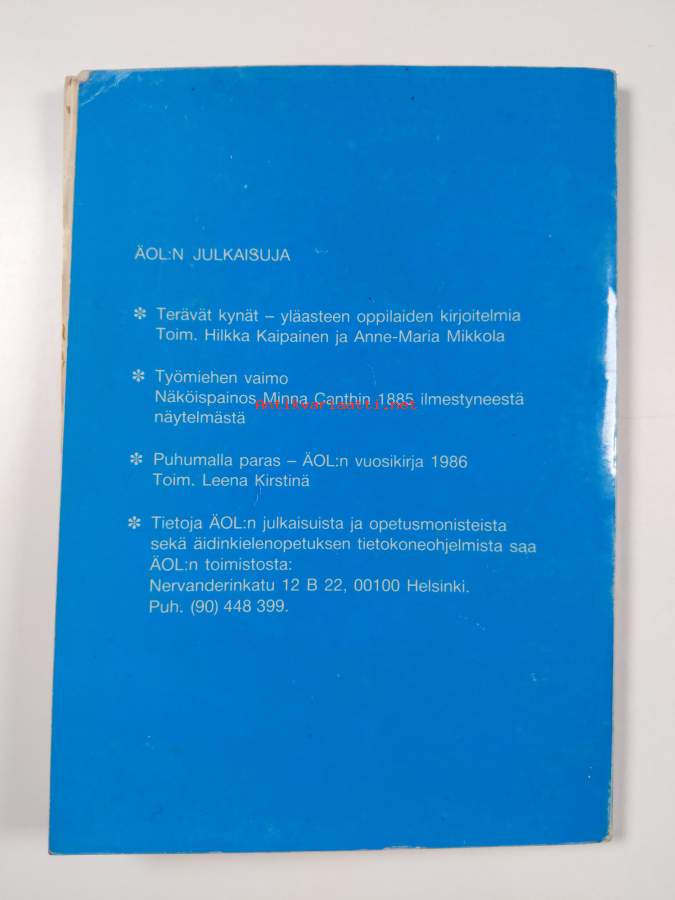 ÄOL:N JULKAISUJA
✻ Terävät kynät – yläasteen oppilaiden kirjoitelmia
Toim. Hilkka Kaipainen ja Anne-Maria Mikkola
✻ Työmiehen vaimo
Näköispainos Minna Canthin 1885 ilmestyneestä
Antikvariaatti.net
näytelmästä
✻ Puhumalla paras – ÄOL:n vuosikirja 1986
Toim. Leena Kirstinä
✻ Tietoja ÄOL:n julkaisuista ja opetusmonisteista
sekä äidinkielenopetuksen tietokoneohjelmista saa
ÄOL:n toimistosta:
Nervanderinkatu 12 B 22, 00100 Helsinki.
Puh. (90) 448 399.